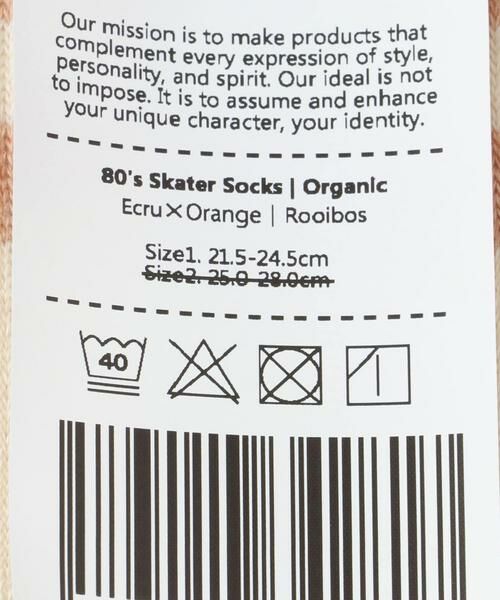 Our mission is to make products that
complement every expression of style,
personality, and spirit. Our ideal is not
to impose. It is to assume and enhance
your unique character, your identity.
80's Skater Socks | Organic
Ecru×Orange | Rooibos
Size1. 21.5-24.5cm
Size2. 25.0-28.0cm
40